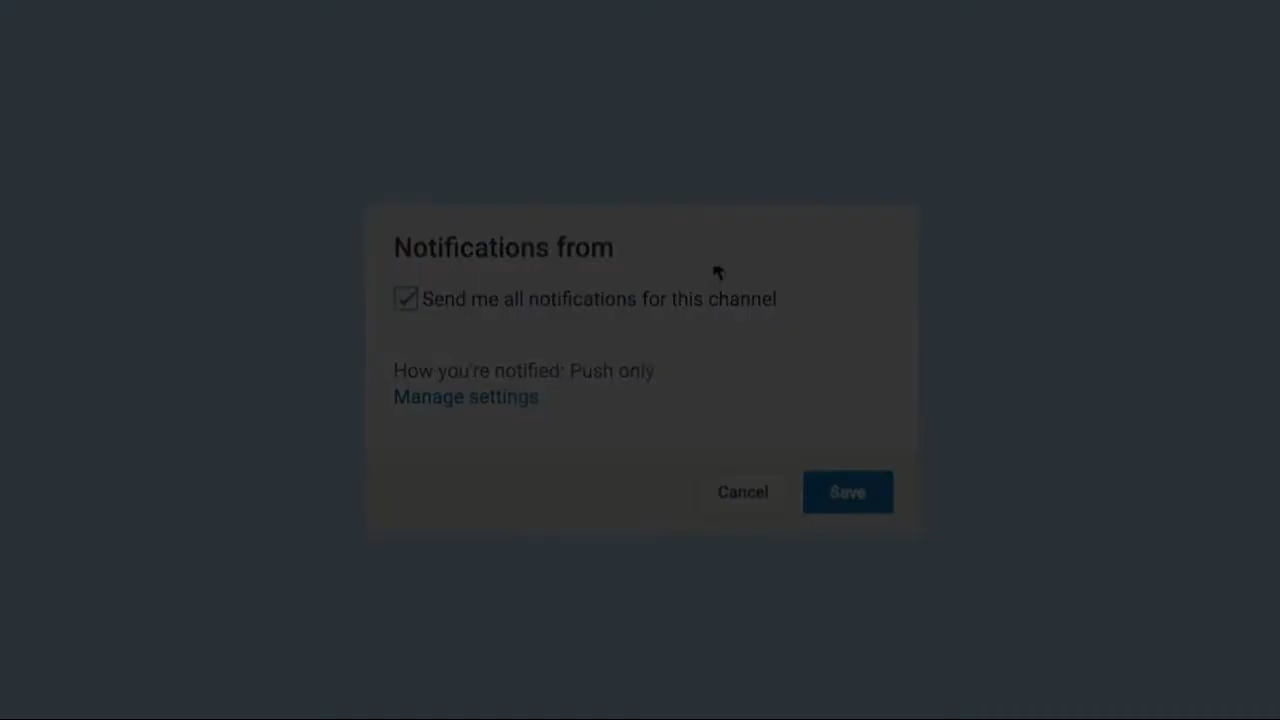 Notifications from
Send me all notifications for this channel
How you're notified: Push only
Manage settings
Cancel
Save